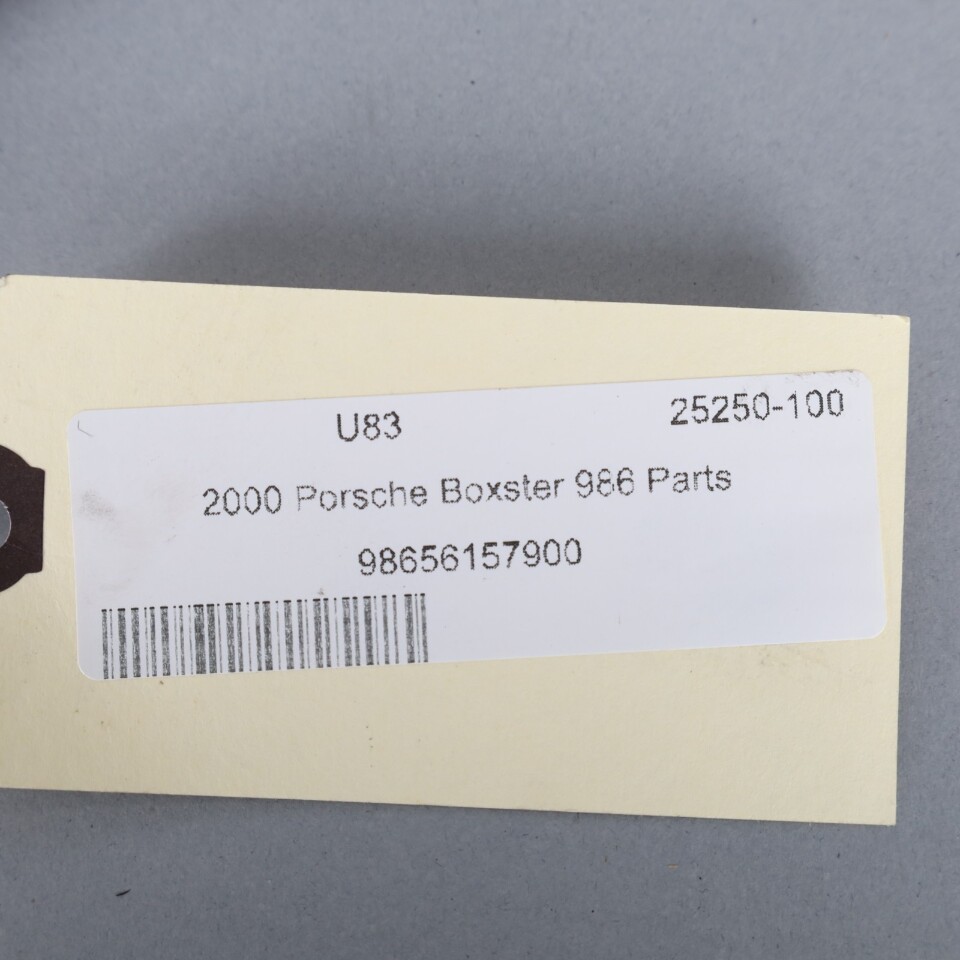 U83 25250-100
2000 Porsche Boxster 986 Parts
98656157900